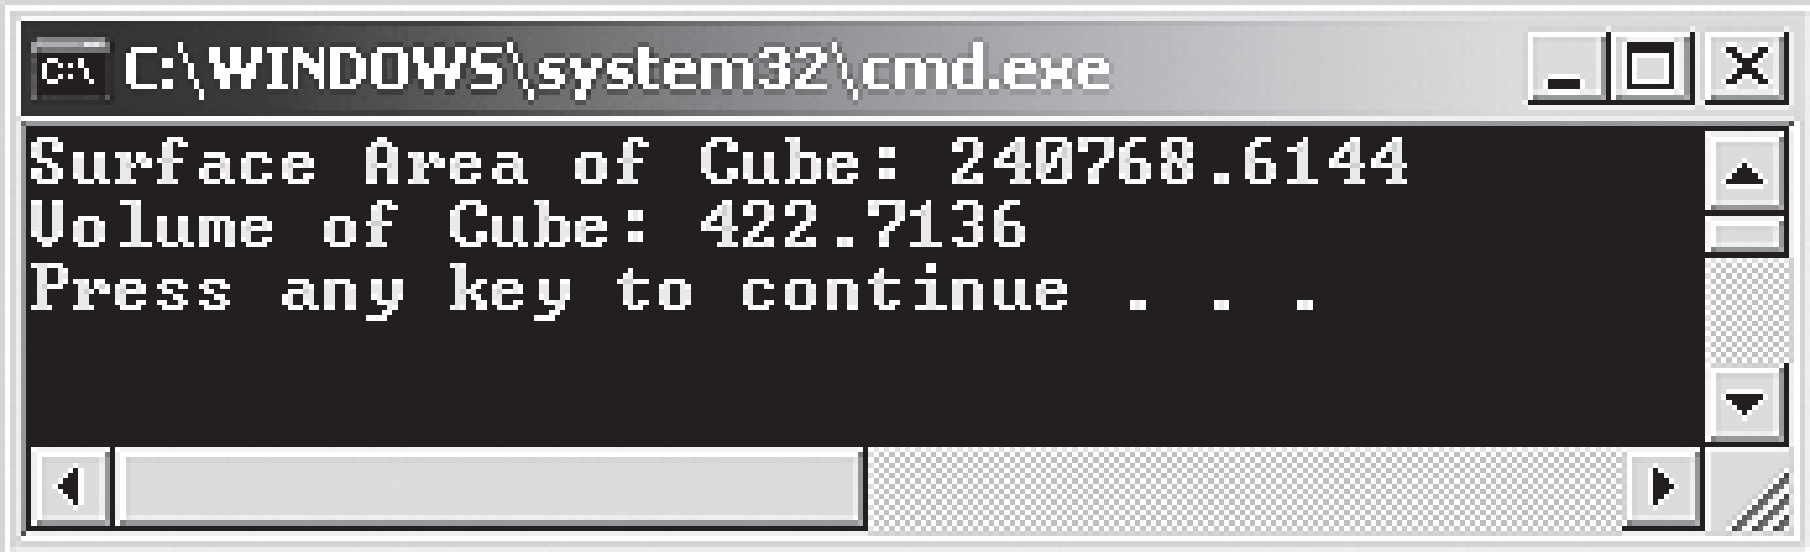 C:\WINDOWS\system32\cmd.exe
Surface Area of Cube: 240768.6144
Volume of Cube: 422.7136
Press any key to continue . . .